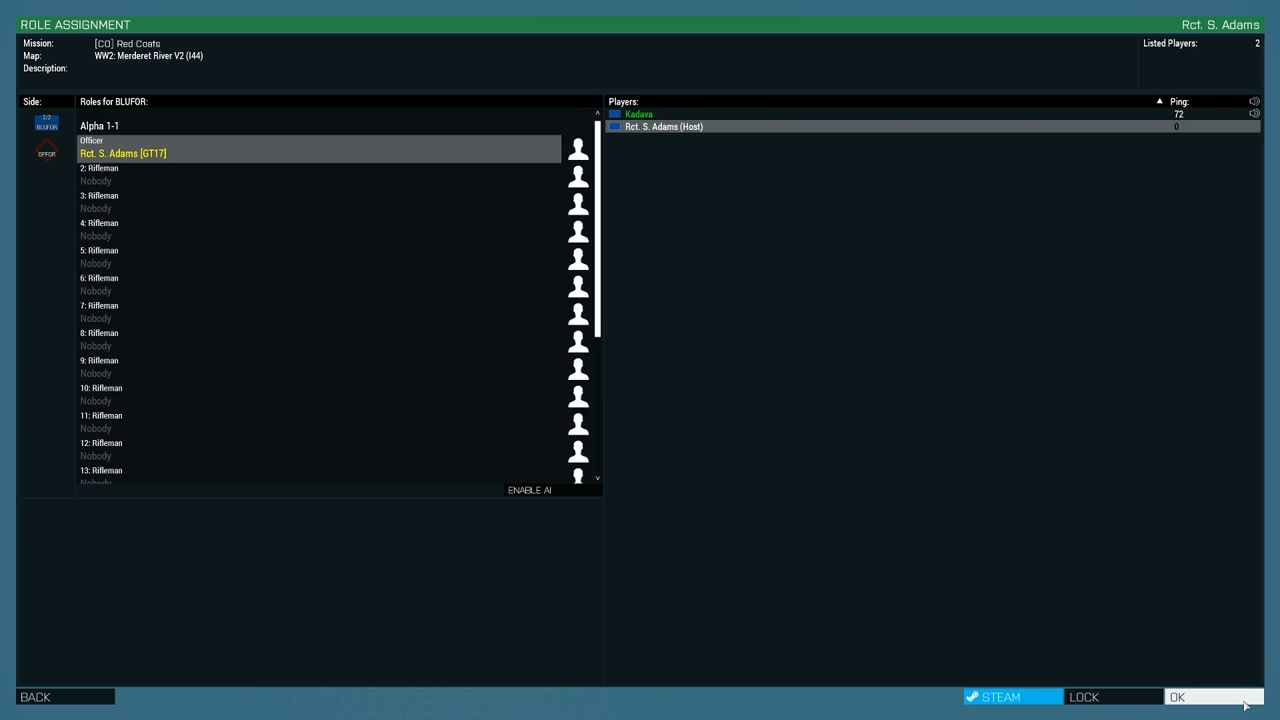 ROLE ASSIGNMENT
Rct. S. Adams
Mission: [CO] Red Coats
Map: WW2: Merderet River V2 (I44)
Description:
Listed Players: 2
Side:
2/2
BLUFOR
OPFOR
Roles for BLUFOR:
Alpha 1-1
Officer
Rct. S. Adams [GT17]
2: Rifleman
Nobody
3: Rifleman
Nobody
4: Rifleman
Nobody
5: Rifleman
Nobody
6: Rifleman
Nobody
7: Rifleman
Nobody
8: Rifleman
Nobody
9: Rifleman
Nobody
10: Rifleman
Nobody
11: Rifleman
Nobody
12: Rifleman
Nobody
13: Rifleman
Nobody
ENABLE AI
Players: Ping:
Kadava 72
Rct. S. Adams (Host) 0
BACK
STEAM
LOCK
OK